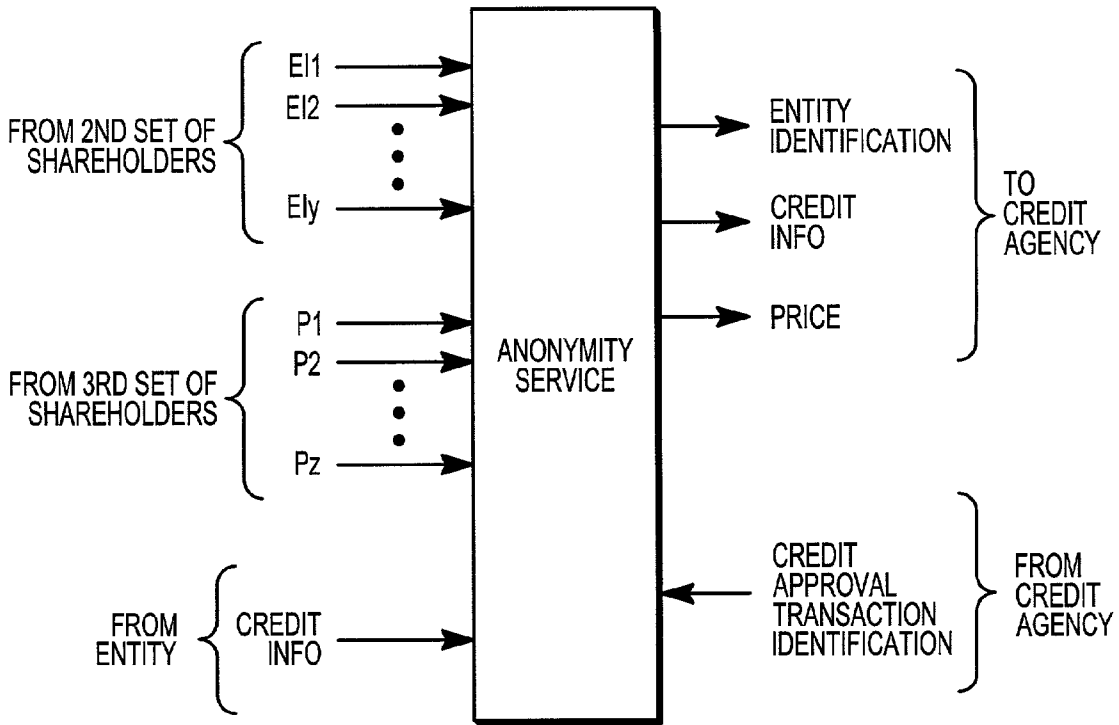 FROM 2ND SET OF
SHAREHOLDERS
EI1
EI2
EIy
FROM 3RD SET OF
SHAREHOLDERS
P1
P2
Pz
FROM
ENTITY
CREDIT
INFO
ANONYMITY
SERVICE
ENTITY
IDENTIFICATION
CREDIT
INFO
PRICE
TO
CREDIT
AGENCY
CREDIT
APPROVAL
TRANSACTION
IDENTIFICATION
FROM
CREDIT
AGENCY